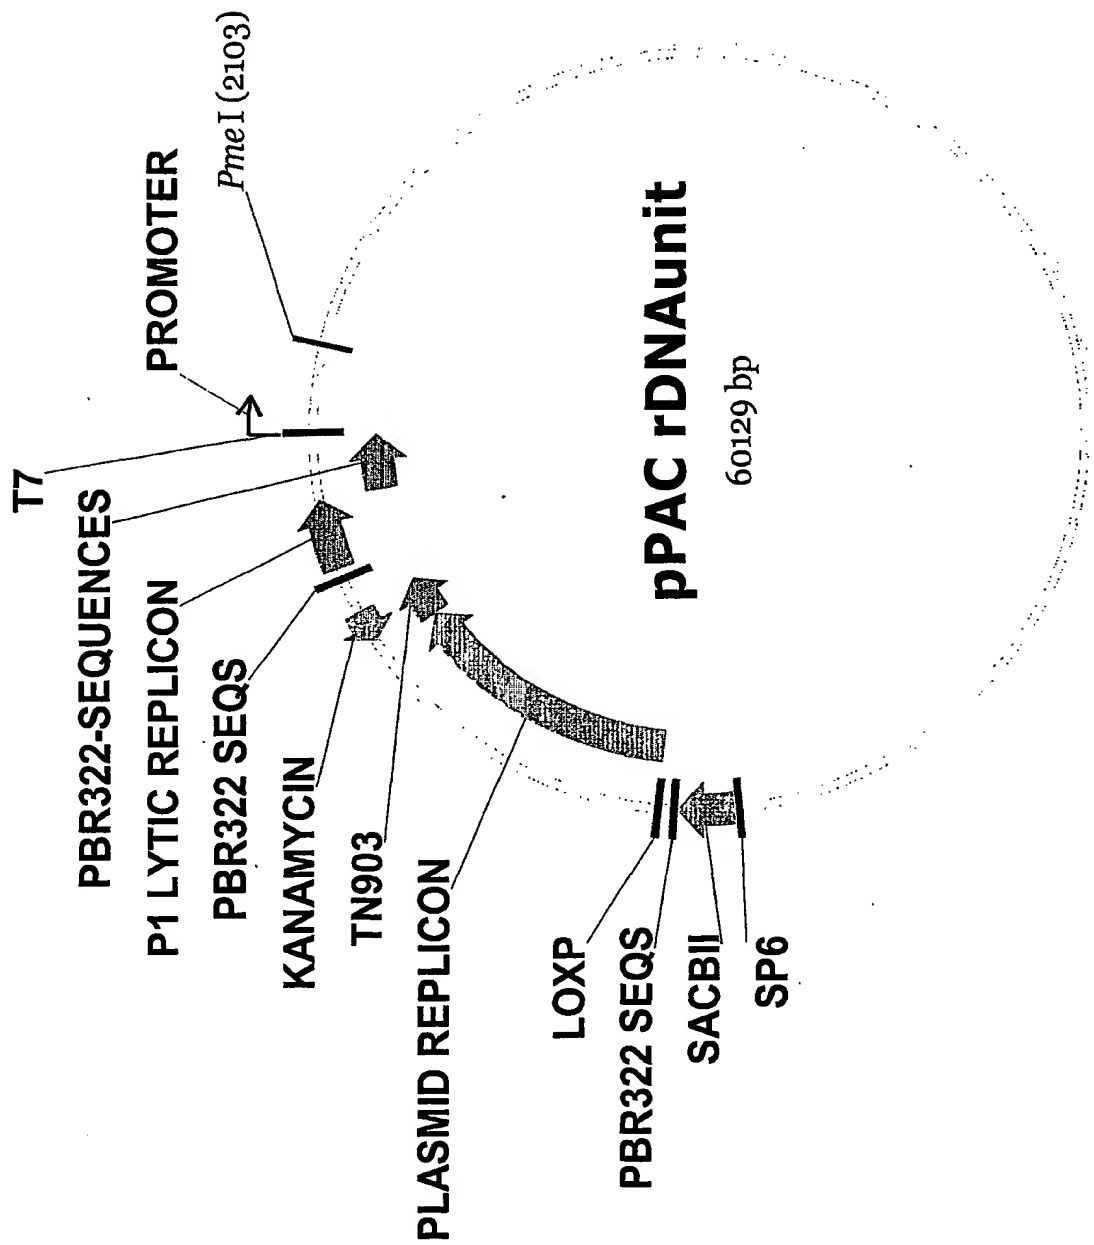 T7
PROMOTER
PBR322-SEQUENCES
PmeI (2103)
P1 LYTIC REPLICON
PBR322 SEQS
KANAMYCIN
TN903
PLASMID REPLICON
LOXP
PBR322 SEQS
SACBII
SP6
pPAC rDNAunit
60129 bp